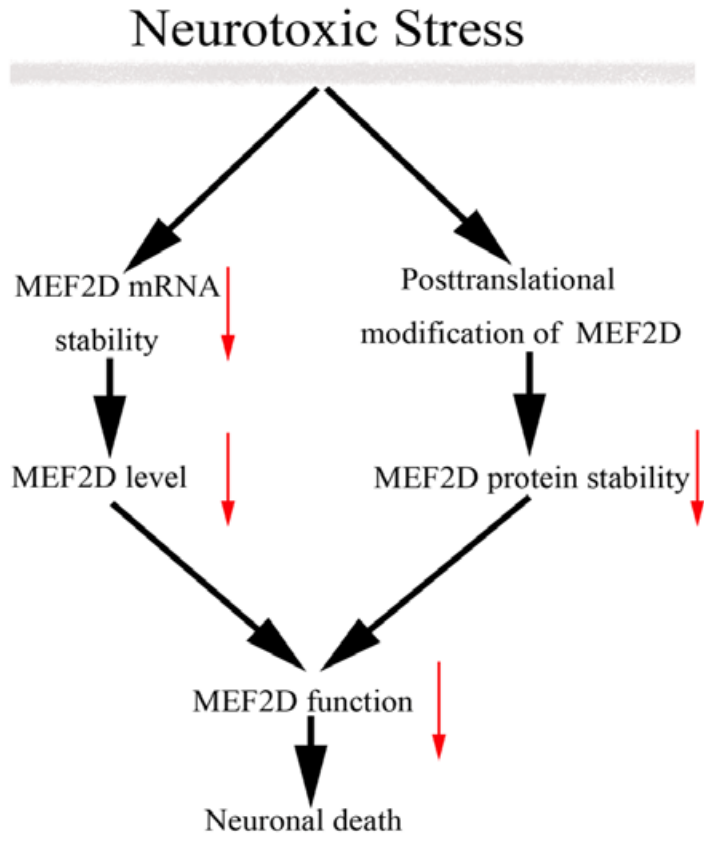 Neurotoxic Stress
MEF2D mRNA
stability
Posttranslational
modification of MEF2D
MEF2D level
MEF2D protein stability
MEF2D function
Neuronal death